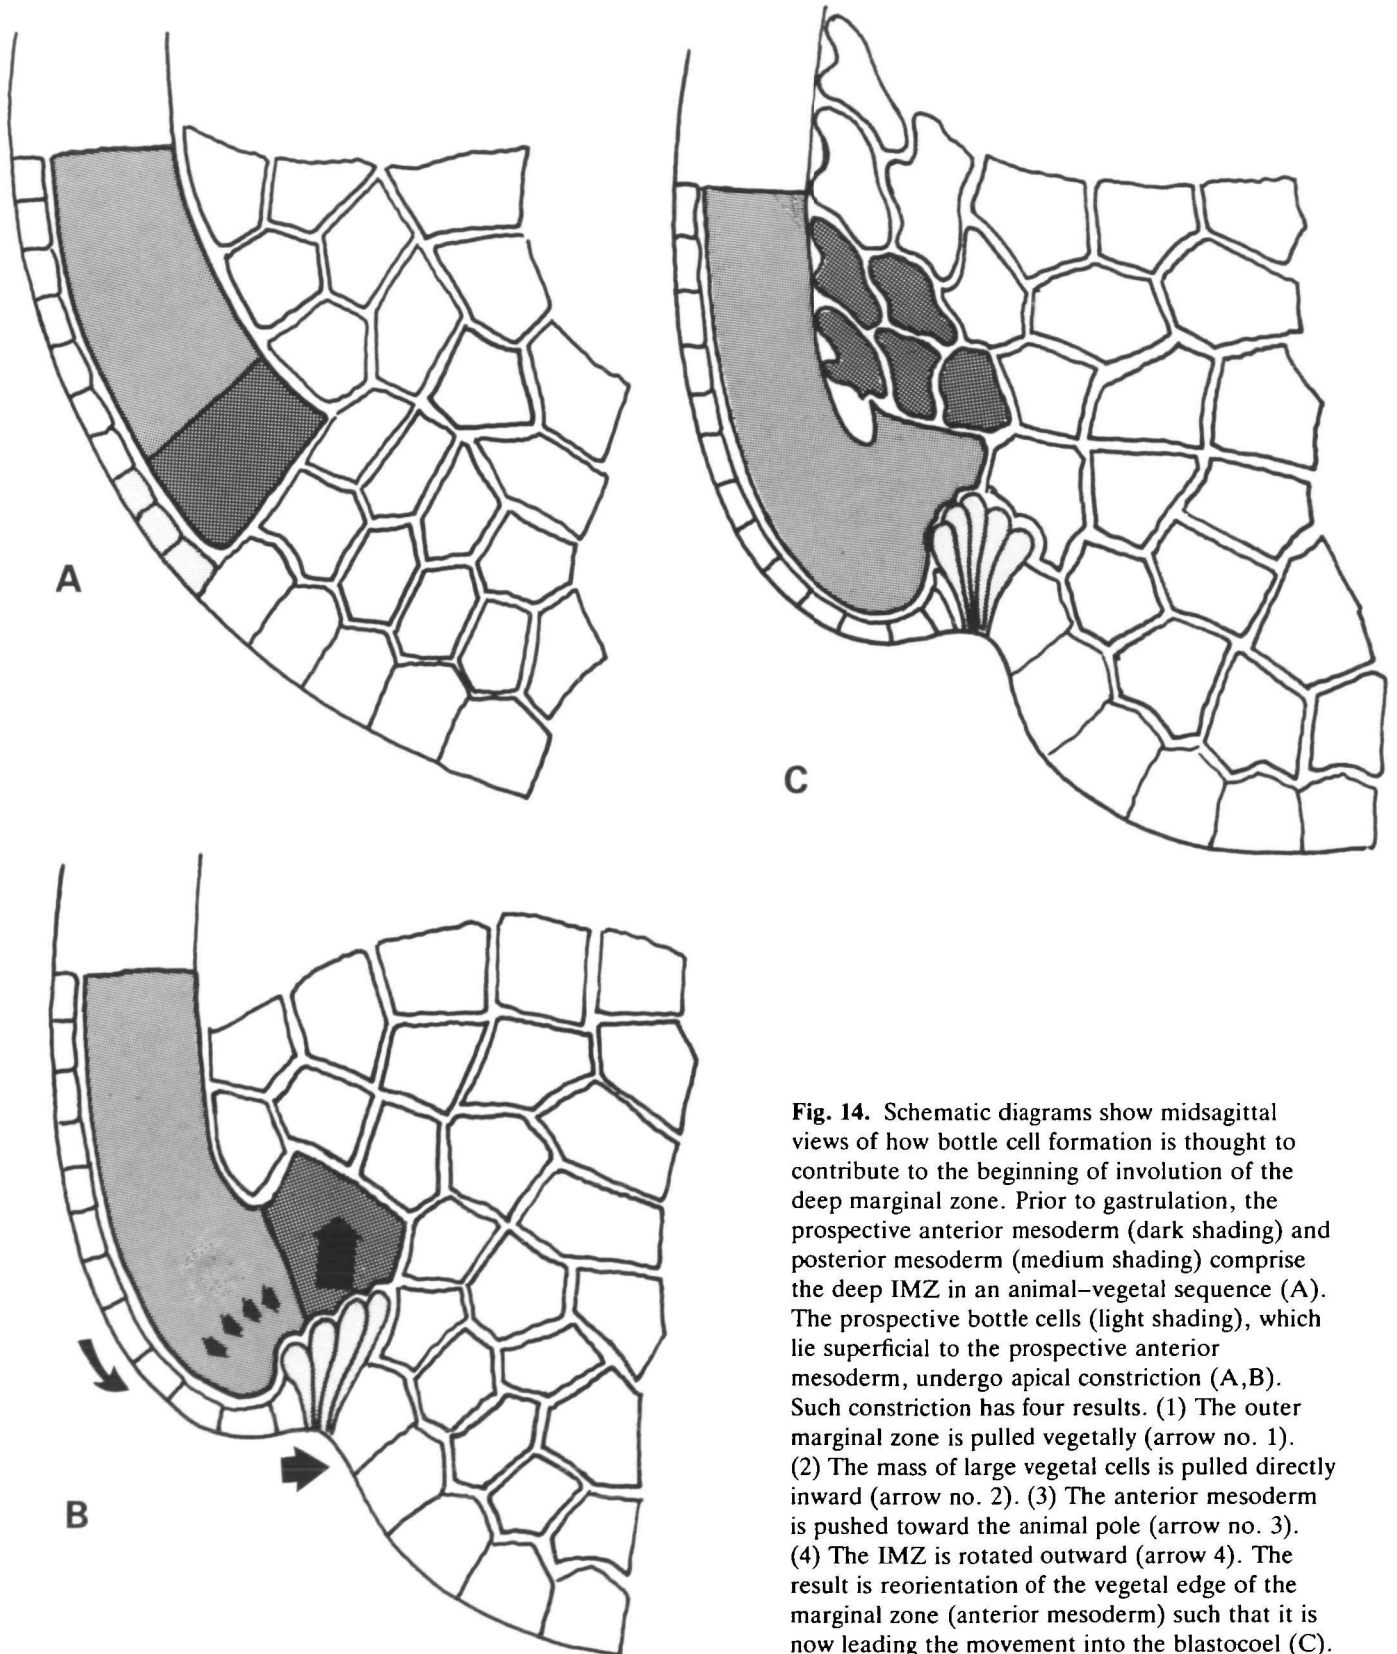 A
C
B
Fig. 14. Schematic diagrams show midsagittal
views of how bottle cell formation is thought to
contribute to the beginning of involution of the
deep marginal zone. Prior to gastrulation, the
prospective anterior mesoderm (dark shading) and
posterior mesoderm (medium shading) comprise
the deep IMZ in an animal–vegetal sequence (A).
The prospective bottle cells (light shading), which
lie superficial to the prospective anterior
mesoderm, undergo apical constriction (A,B).
Such constriction has four results. (1) The outer
marginal zone is pulled vegetally (arrow no. 1).
(2) The mass of large vegetal cells is pulled directly
inward (arrow no. 2). (3) The anterior mesoderm
is pushed toward the animal pole (arrow no. 3).
(4) The IMZ is rotated outward (arrow 4). The
result is reorientation of the vegetal edge of the
marginal zone (anterior mesoderm) such that it is
now leading the movement into the blastocoel (C).